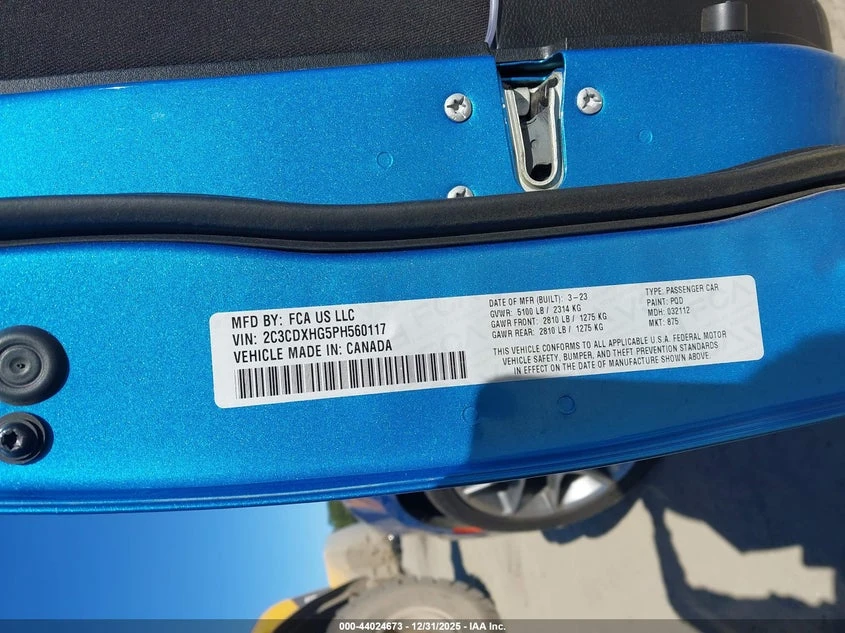 MFD BY: FCA US LLC
VIN: 2C3CDXHG5PH560117
VEHICLE MADE IN: CANADA
DATE OF MFR (BUILT): 3-23
GVWR: 5100 LB / 2314 KG
GAWR FRONT: 2810 LB / 1275 KG
GAWR REAR: 2810 LB / 1275 KG
TYPE: PASSENGER CAR
PAINT: PQD
MDH: 032112
MKT: 875
THIS VEHICLE CONFORMS TO ALL APPLICABLE U.S.A. FEDERAL MOTOR
VEHICLE SAFETY, BUMPER, AND THEFT PREVENTION STANDARDS
IN EFFECT ON THE DATE OF MANUFACTURE SHOWN ABOVE.
000-44024673 - 12/31/2025 - IAA Inc.